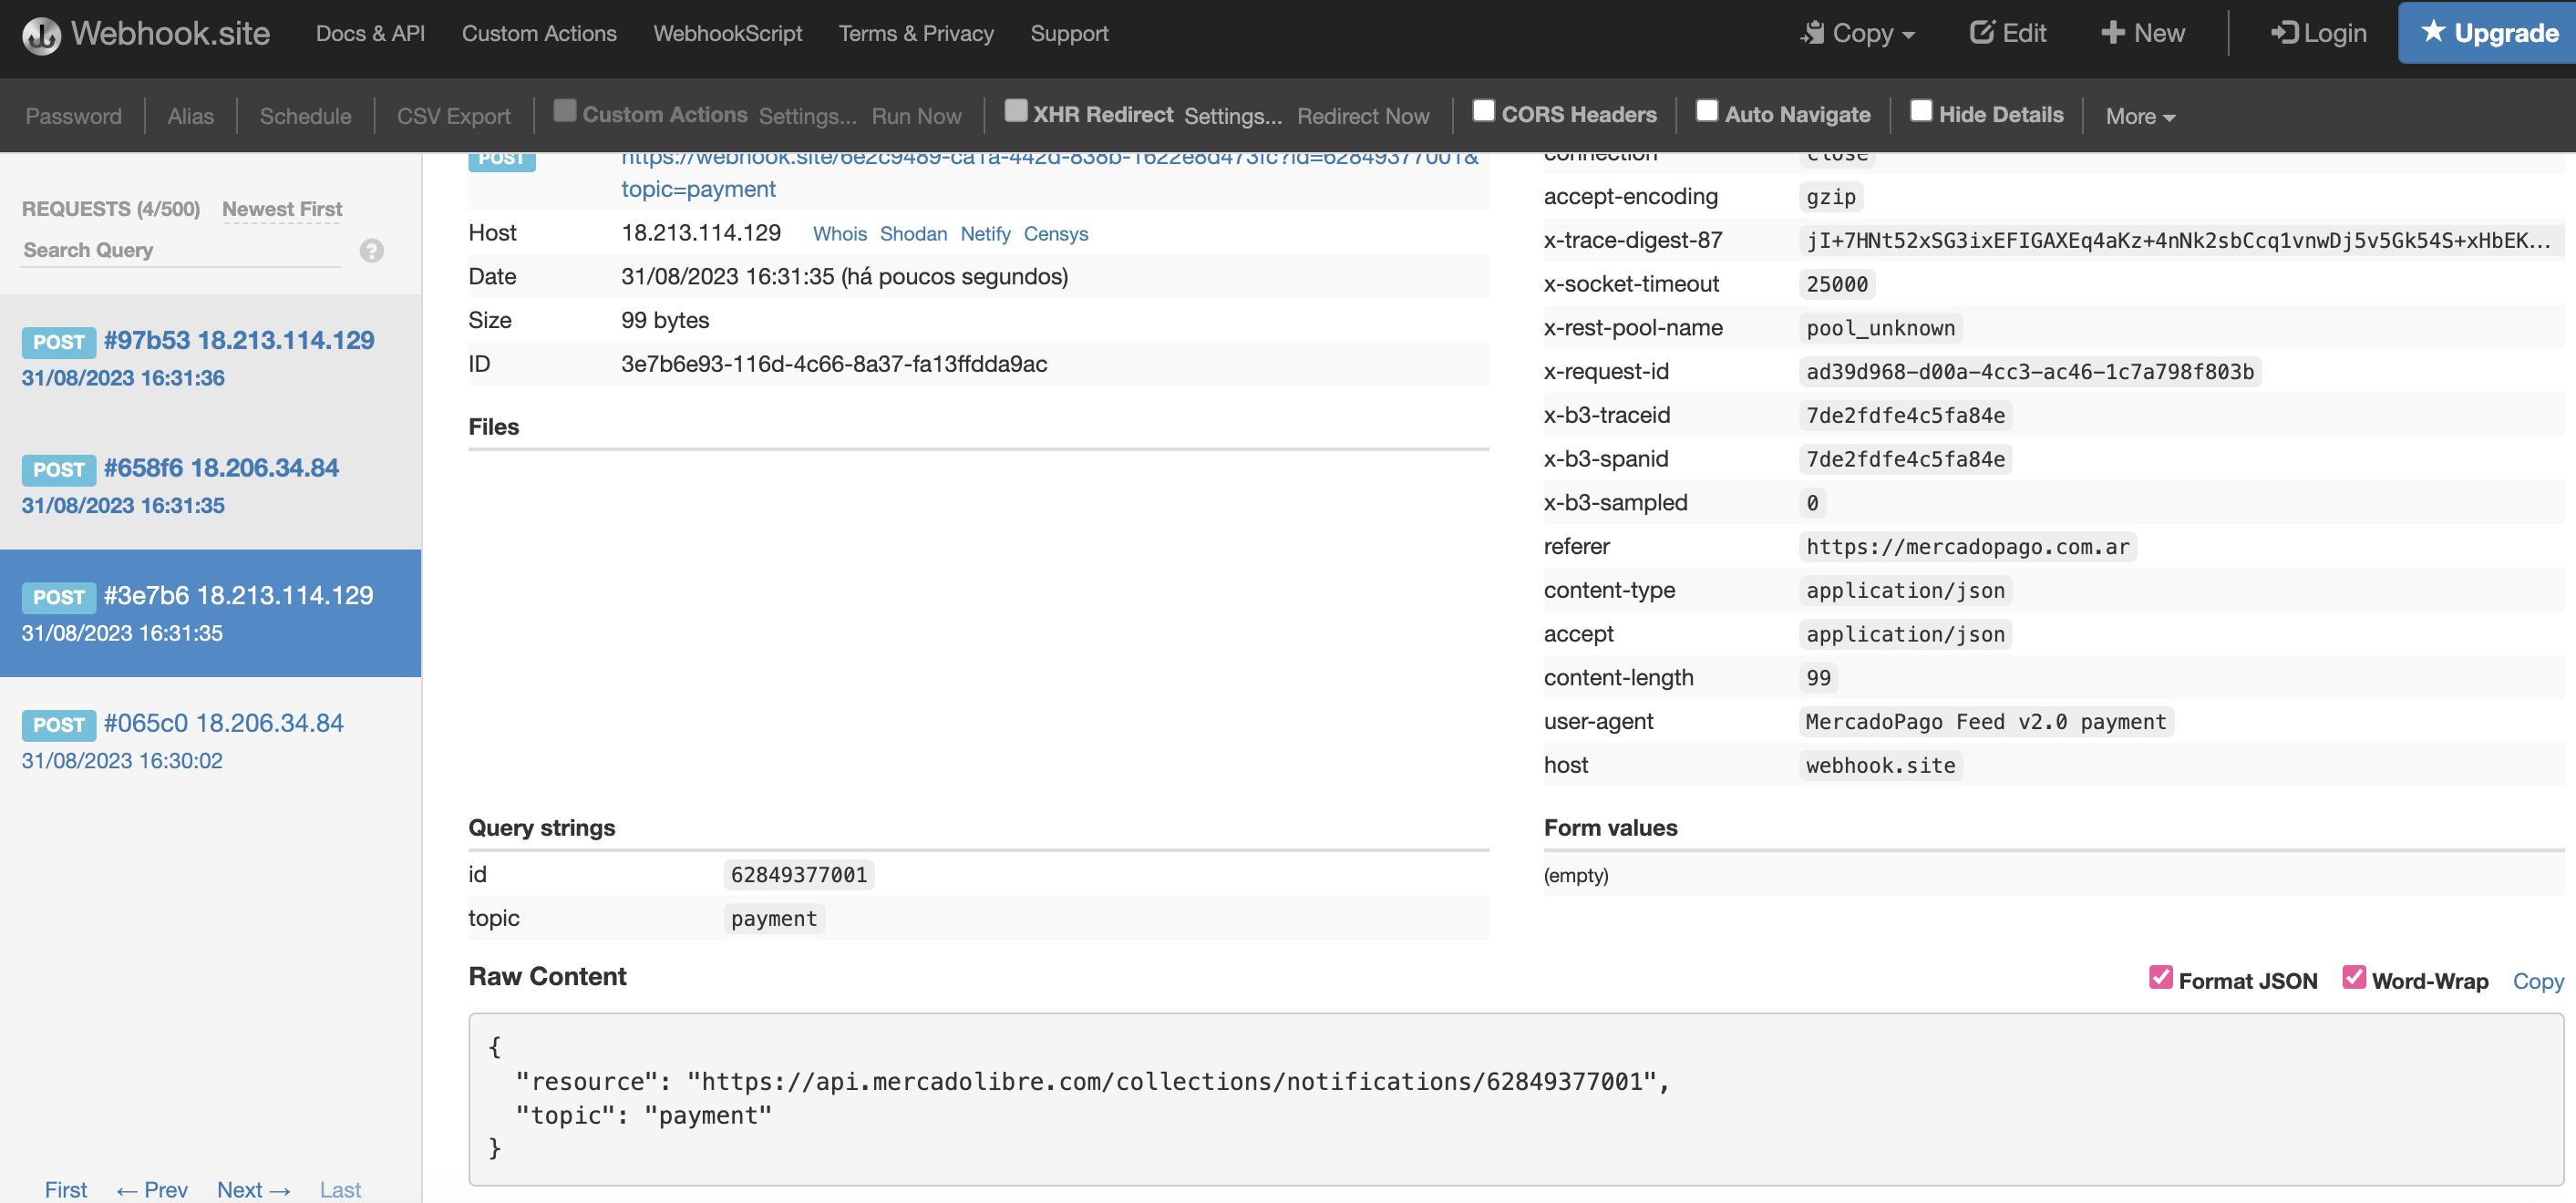 Webhook.site Docs & API Custom Actions WebhookScript Terms & Privacy Support Copy Edit New Login Upgrade
Password Alias Schedule CSV Export Custom Actions Settings... Run Now XHR Redirect Settings... Redirect Now CORS Headers Auto Navigate Hide Details More
REQUESTS (4/500) Newest First
Search Query ?
POST #97b53 18.213.114.129
31/08/2023 16:31:36
POST #658f6 18.206.34.84
31/08/2023 16:31:35
POST #3e7b6 18.213.114.129
31/08/2023 16:31:35
POST #065c0 18.206.34.84
31/08/2023 16:30:02
First ← Prev Next → Last
POST https://webhook.site/6e2c9489-ca1a-442d-838b-1622e8d473fc?id=62849377001&
topic=payment
Host 18.213.114.129 Whois Shodan Netify Censys
Date 31/08/2023 16:31:35 (há poucos segundos)
Size 99 bytes
ID 3e7b6e93-116d-4c66-8a37-fa13ffdda9ac
Files
connection close
accept-encoding gzip
x-trace-digest-87 jI+7HNt52xSG3ixEFIGAXEq4aKz+4nNk2sbCcq1vnwDj5v5Gk54S+xHbEK...
x-socket-timeout 25000
x-rest-pool-name pool_unknown
x-request-id ad39d968-d00a-4cc3-ac46-1c7a798f803b
x-b3-traceid 7de2fdfe4c5fa84e
x-b3-spanid 7de2fdfe4c5fa84e
x-b3-sampled 0
referer https://mercadopago.com.ar
content-type application/json
accept application/json
content-length 99
user-agent MercadoPago Feed v2.0 payment
host webhook.site
Query strings
id 62849377001
topic payment
Form values
(empty)
Raw Content Format JSON Word-Wrap Copy
{
"resource": "https://api.mercadolibre.com/collections/notifications/62849377001",
"topic": "payment"
}